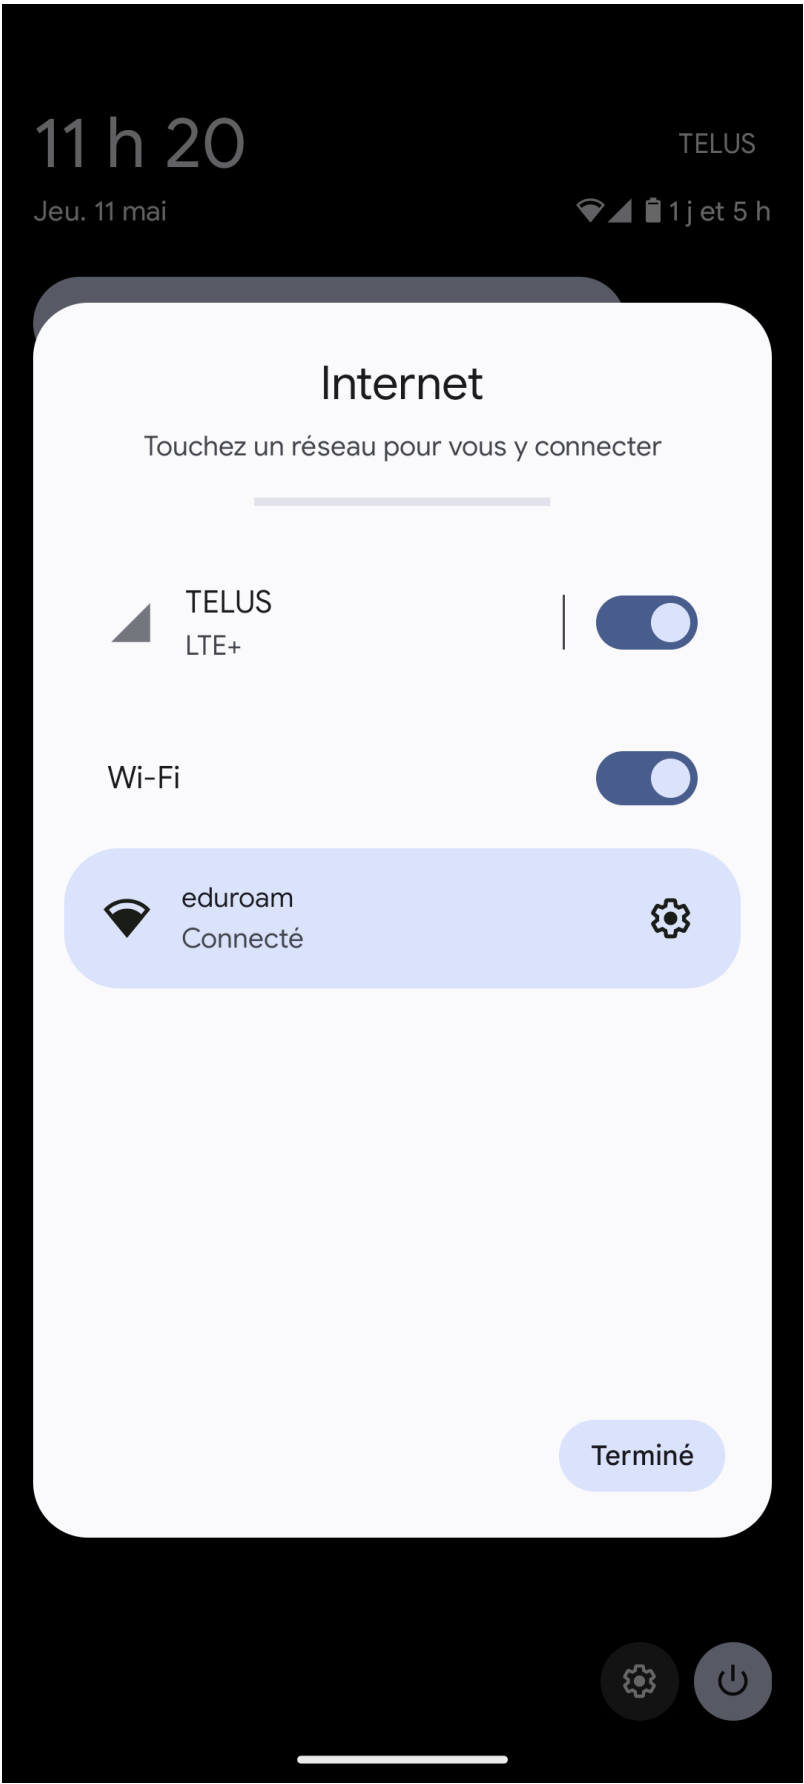 11 h 20
TELUS
Jeu. 11 mai
1 j et 5 h
Internet
Touchez un réseau pour vous y connecter
TELUS
LTE+
Wi-Fi
eduroam
Connecté
Terminé